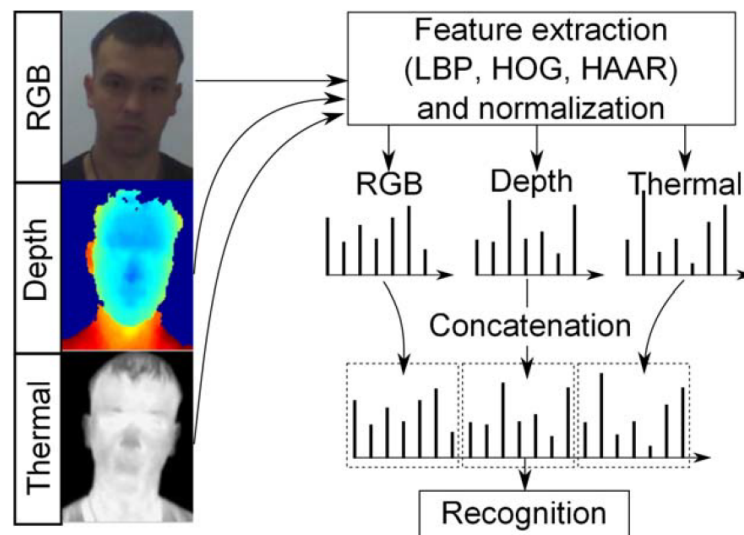 RGB
Depth
Thermal
Feature extraction
(LBP, HOG, HAAR)
and normalization
RGB
Depth
Thermal
Concatenation
Recognition